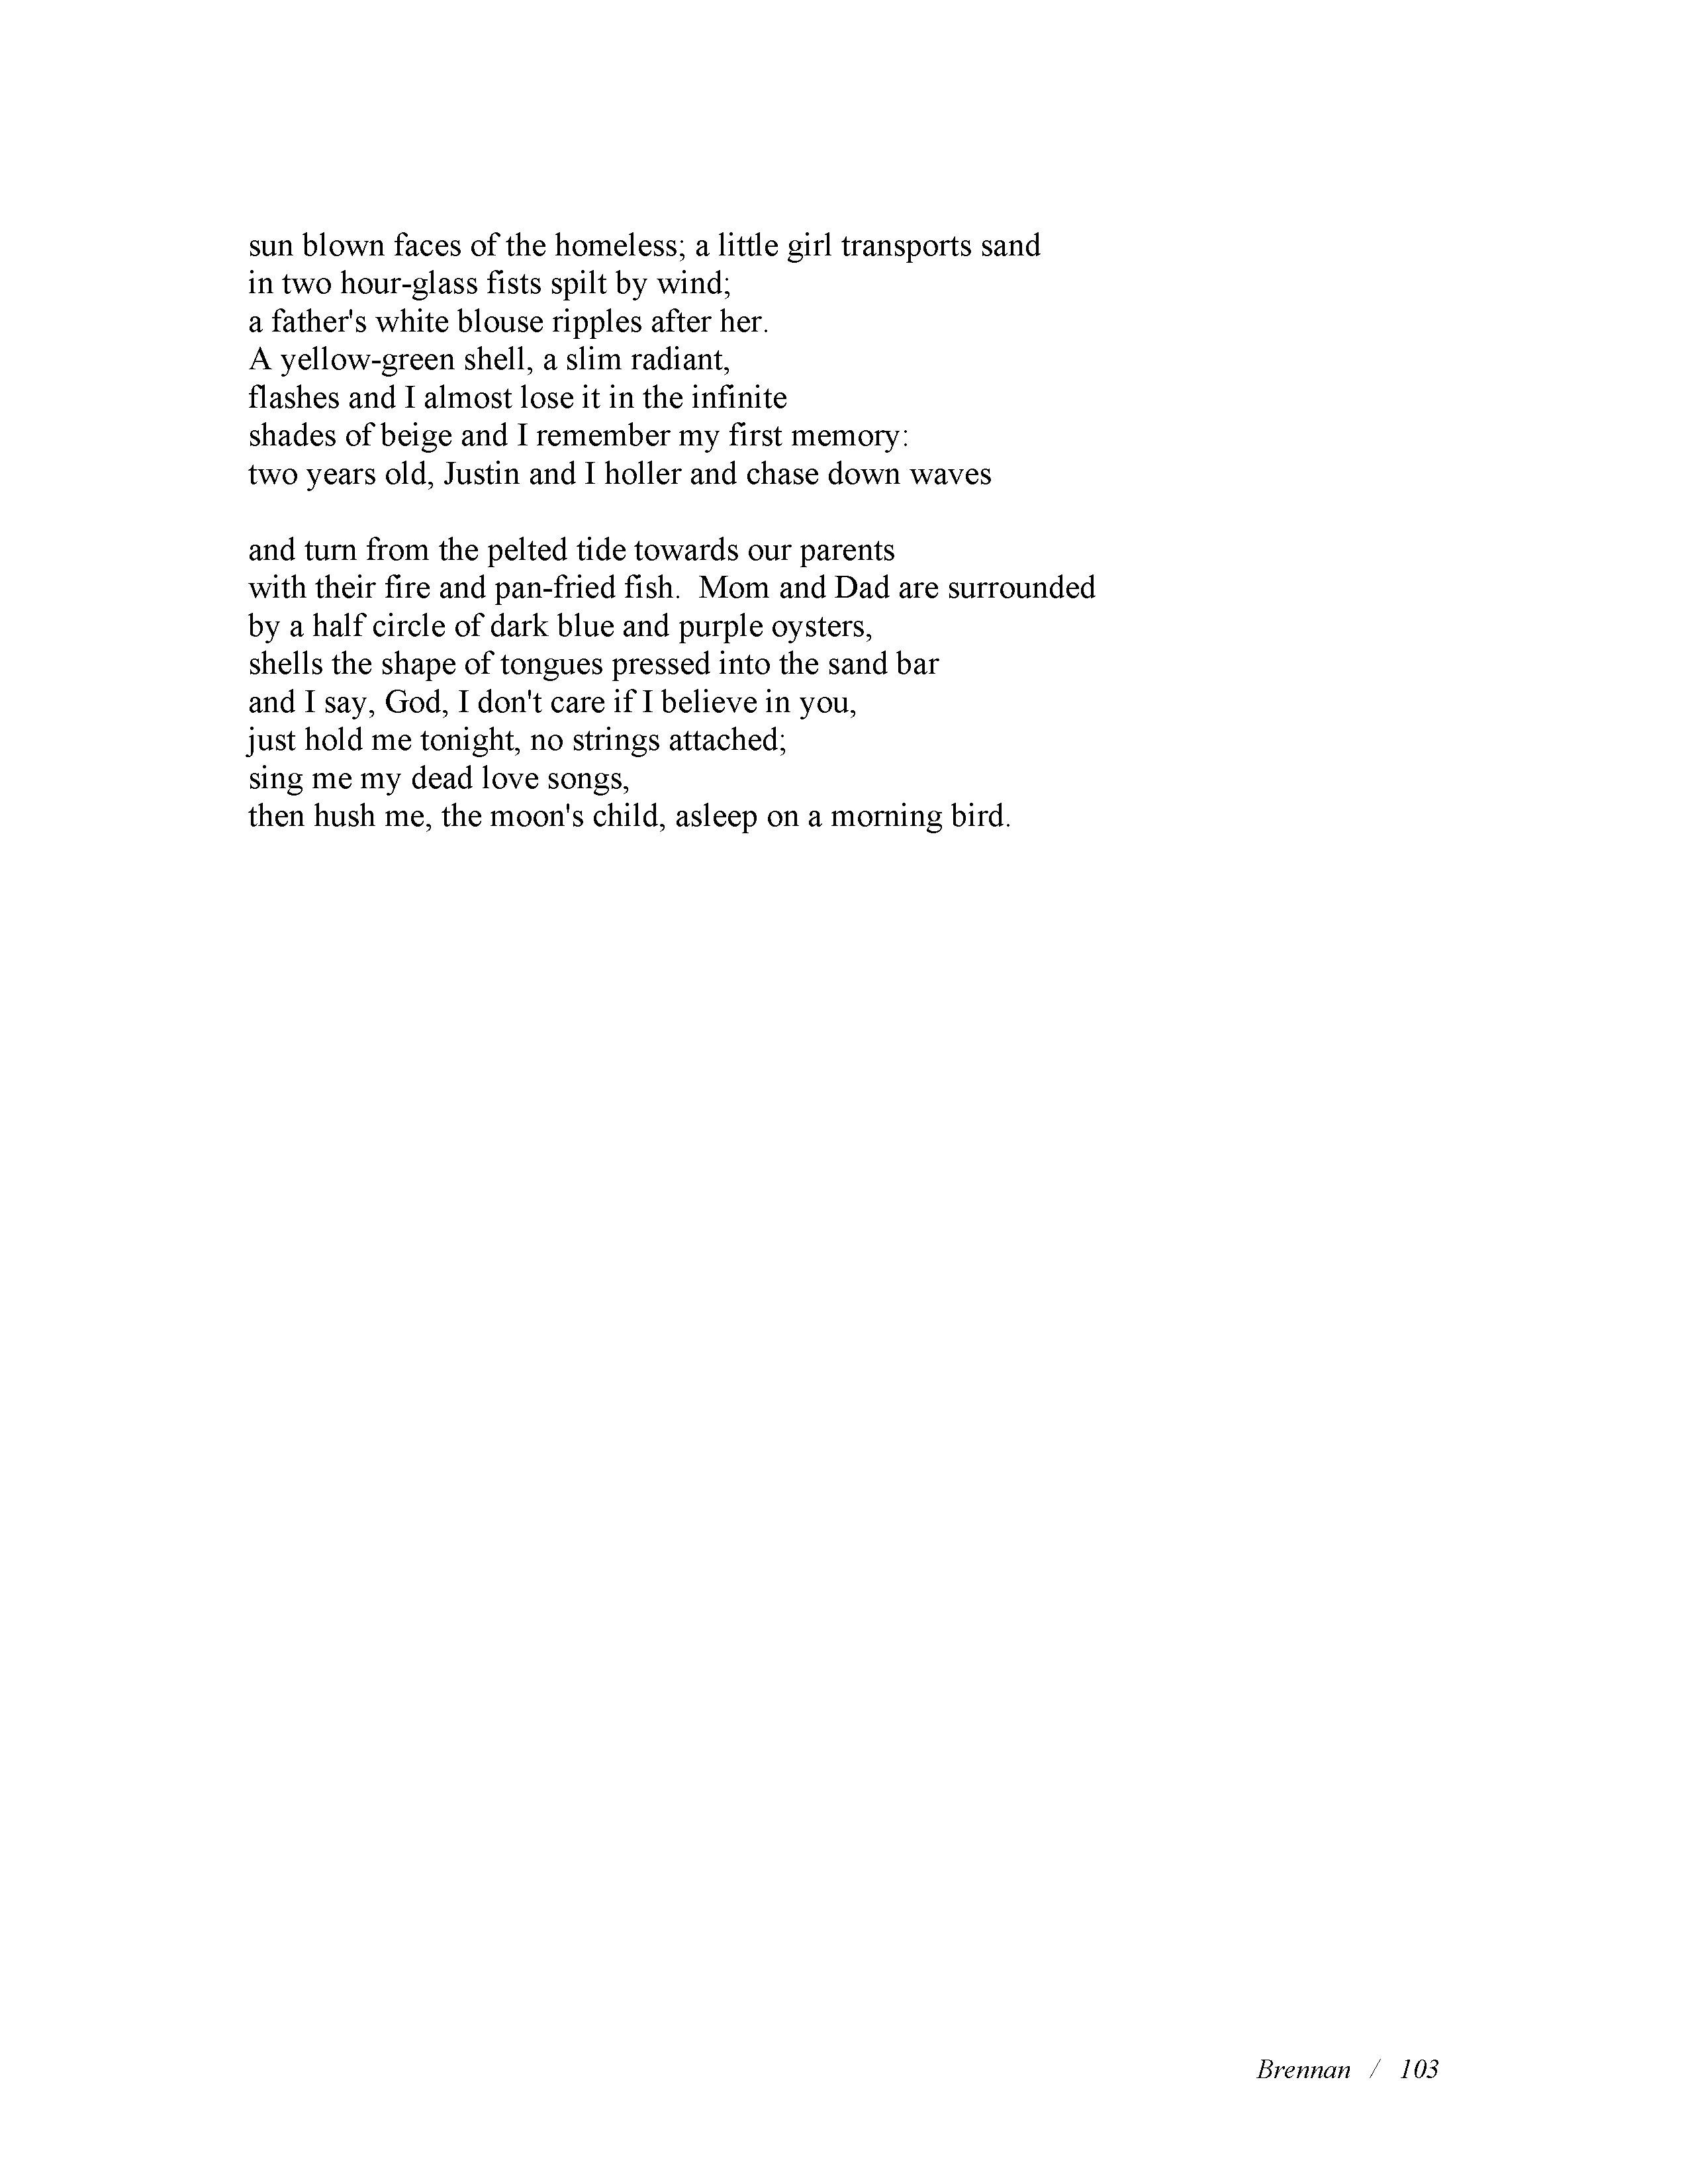 sun blown faces of the homeless; a little girl transports sand
in two hour-glass fists spilt by wind;
a father's white blouse ripples after her.
A yellow-green shell, a slim radiant,
flashes and I almost lose it in the infinite
shades of beige and I remember my first memory:
two years old, Justin and I holler and chase down waves

and turn from the pelted tide towards our parents
with their fire and pan-fried fish.  Mom and Dad are surrounded
by a half circle of dark blue and purple oysters,
shells the shape of tongues pressed into the sand bar
and I say, God, I don't care if I believe in you,
just hold me tonight, no strings attached;
sing me my dead love songs,
then hush me, the moon's child, asleep on a morning bird.

Brennan / 103